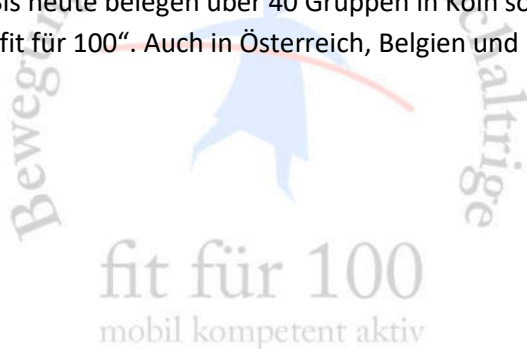 Bis heute belegen über 40 Gruppen in Köln
fit für 100“. Auch in Österreich, Belgien und
fit für 100
mobil kompetent aktiv